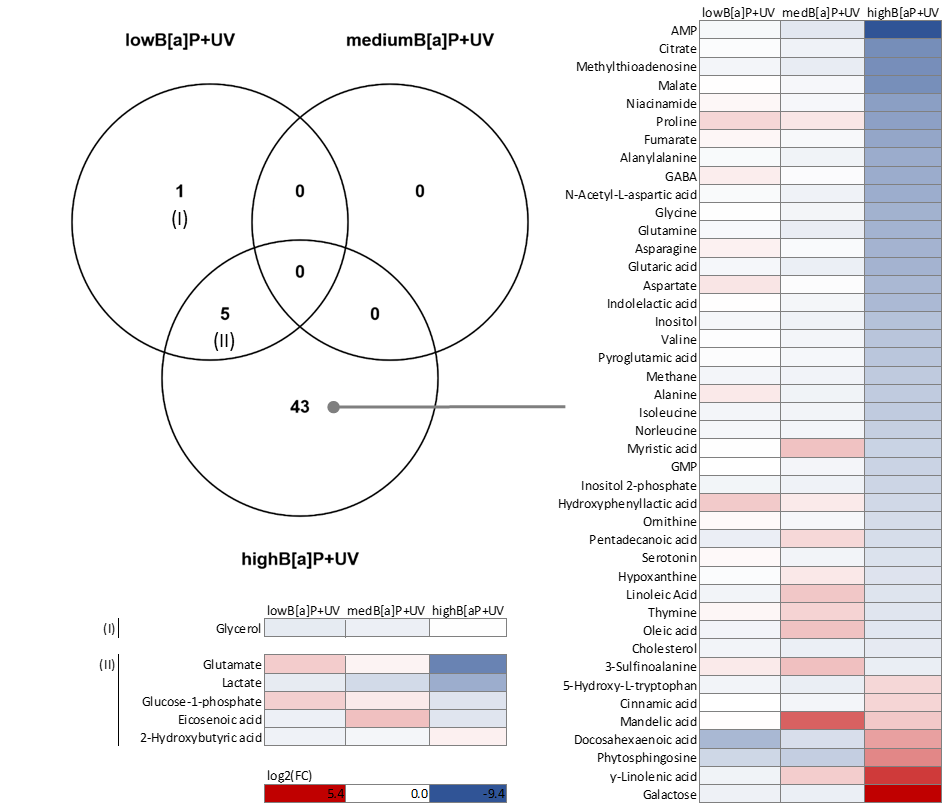 lowB[a]P+UV
mediumB[a]P+UV
1
(I)
0
0
0
5
(II)
0
43
highB[a]P+UV
lowB[a]P+UV medB[a]P+UV highB[aP+UV
(I) Glycerol
(II) Glutamate
Lactate
Glucose-1-phosphate
Eicosenoic acid
2-Hydroxybutyric acid
log2(FC)
5.4 0.0 -9.4
lowB[a]P+UV medB[a]P+UV highB[aP+UV
AMP
Citrate
Methylthioadenosine
Malate
Niacinamide
Proline
Fumarate
Alanylalanine
GABA
N-Acetyl-L-aspartic acid
Glycine
Glutamine
Asparagine
Glutaric acid
Aspartate
Indolelactic acid
Inositol
Valine
Pyroglutamic acid
Methane
Alanine
Isoleucine
Norleucine
Myristic acid
GMP
Inositol 2-phosphate
Hydroxyphenyllactic acid
Ornithine
Pentadecanoic acid
Serotonin
Hypoxanthine
Linoleic Acid
Thymine
Oleic acid
Cholesterol
3-Sulfinoalanine
5-Hydroxy-L-tryptophan
Cinnamic acid
Mandelic acid
Docosahexaenoic acid
Phytosphingosine
γ-Linolenic acid
Galactose